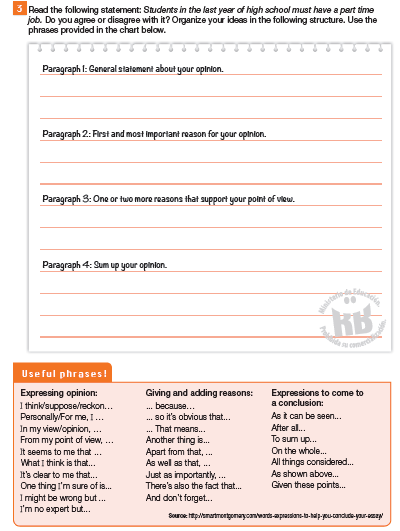 3 Read the following statement: Students in the last year of high school must have a part time
job. Do you agree or disagree with it? Organize your ideas in the following structure. Use the
phrases provided in the chart below.
Paragraph 1: General statement about your opinion.
Paragraph 2: First and most important reason for your opinion.
Paragraph 3: One or two more reasons that support your point of view.
Paragraph 4: Sum up your opinion.
Ministerio de Educación
Prohibida su comercialización
Useful phrases!
Expressing opinion:
I think/suppose/reckon…
Personally/For me, I …
In my view/opinion, …
From my point of view, …
It seems to me that …
What I think is that...
It's clear to me that...
One thing I'm sure of is...
I might be wrong but ...
I'm no expert but...
Giving and adding reasons:
... because...
... so it's obvious that...
... That means...
Another thing is...
Apart from that, ...
As well as that, ...
Just as importantly, ...
There's also the fact that...
And don't forget...
Expressions to come to
a conclusion:
As it can be seen...
After all...
To sum up...
On the whole...
All things considered...
As shown above...
Given these points...
Source: http://smartmontgomery.com/words-expressions-to-help-you-conclude-your-essay/